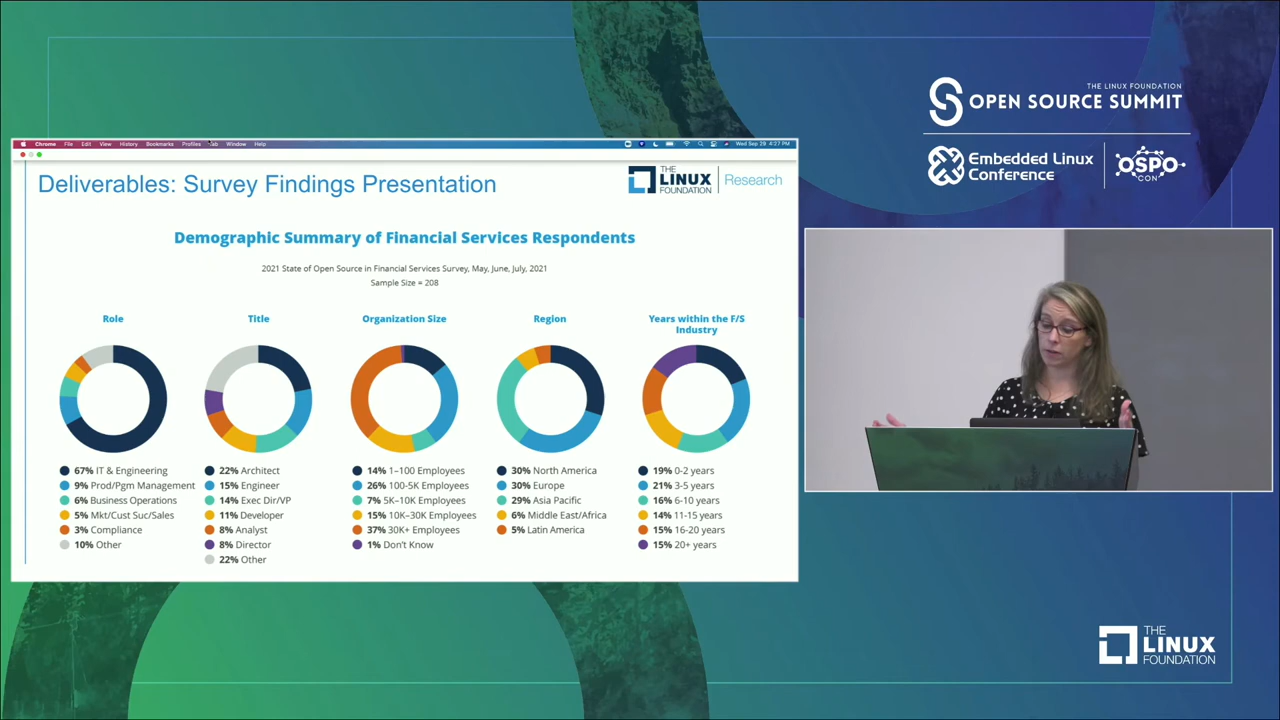 THE LINUX FOUNDATION
OPEN SOURCE SUMMIT
Embedded Linux
Conference
OSPO
CON
Chrome File Edit View History Bookmarks Profiles Tab Window Help
Wed Sep 29 4:27 PM
Deliverables: Survey Findings Presentation
THE
LINUX
FOUNDATION
Research
Demographic Summary of Financial Services Respondents
2021 State of Open Source in Financial Services Survey, May, June, July, 2021
Sample Size = 208
Role
67% IT & Engineering
9% Prod/Pgm Management
6% Business Operations
5% Mkt/Cust Suc/Sales
3% Compliance
10% Other
Title
22% Architect
15% Engineer
14% Exec Dir/VP
11% Developer
8% Analyst
8% Director
22% Other
Organization Size
14% 1–100 Employees
26% 100-5K Employees
7% 5K–10K Employees
15% 10K–30K Employees
37% 30K+ Employees
1% Don't Know
Region
30% North America
30% Europe
29% Asia Pacific
6% Middle East/Africa
5% Latin America
Years within the F/S
Industry
19% 0-2 years
21% 3-5 years
16% 6-10 years
14% 11-15 years
15% 16-20 years
15% 20+ years
THE
LINUX
FOUNDATION